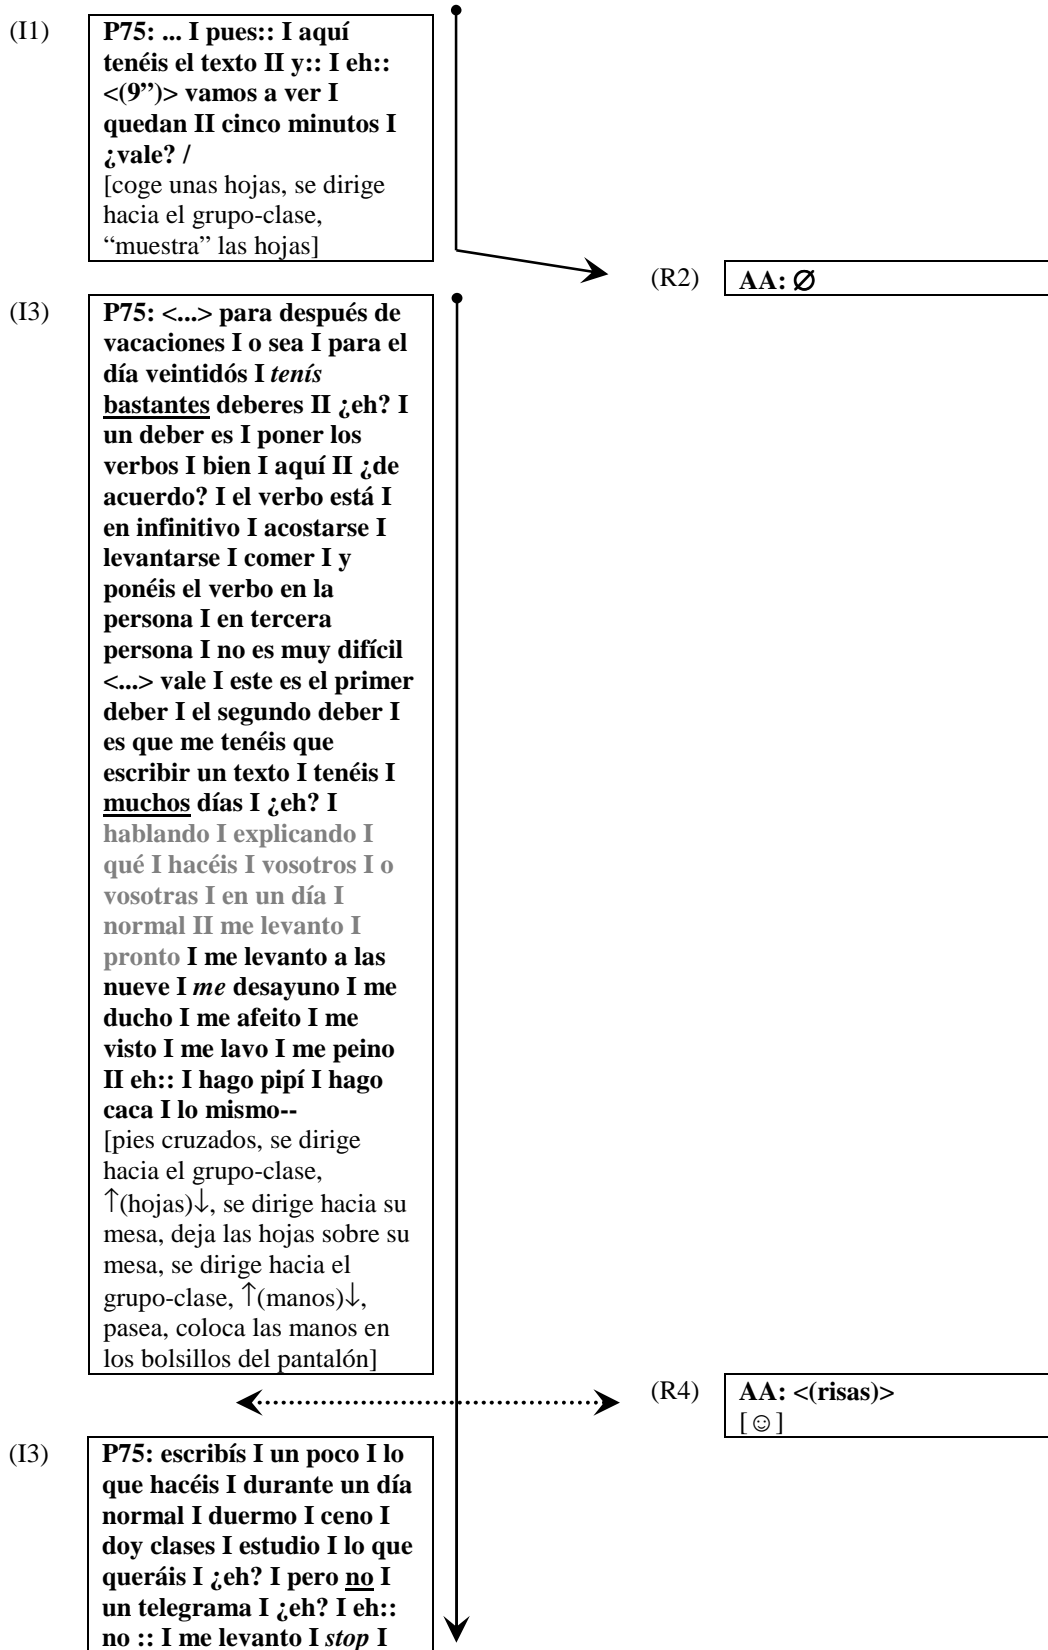 (I1)
P75: ... I pues:: I aquí
tenéis el texto II y:: I eh::
<(9”)> vamos a ver I
quedan II cinco minutos I
¿vale? /
[coge unas hojas, se dirige
hacia el grupo-clase,
“muestra” las hojas]
(R2)
AA: ∅
(I3)
P75: <...> para después de
vacaciones I o sea I para el
día veintidós I tenís
bastantes deberes II ¿eh? I
un deber es I poner los
verbos I bien I aquí II ¿de
acuerdo? I el verbo está I
en infinitivo I acostarse I
levantarse I comer I y
ponéis el verbo en la
persona I en tercera
persona I no es muy difícil
<...> vale I este es el primer
deber I el segundo deber I
es que me tenéis que
escribir un texto I tenéis I
muchos días I ¿eh? I
hablando I explicando I
qué I hacéis I vosotros I o
vosotras I en un día I
normal II me levanto I
pronto I me levanto a las
nueve I me desayuno I me
ducho I me afeito I me
visto I me lavo I me peino
II eh:: I hago pipí I hago
caca I lo mismo--
[pies cruzados, se dirige
hacia el grupo-clase,
↑(hojas)↓, se dirige hacia su
mesa, deja las hojas sobre su
mesa, se dirige hacia el
grupo-clase, ↑(manos)↓,
pasea, coloca las manos en
los bolsillos del pantalón]
(R4)
AA: <(risas)>
[☺]
(I3)
P75: escribís I un poco I lo
que hacéis I durante un día
normal I duermo I ceno I
doy clases I estudio I lo que
queráis I ¿eh? I pero no I
un telegrama I ¿eh? I eh::
no :: I me levanto I stop I